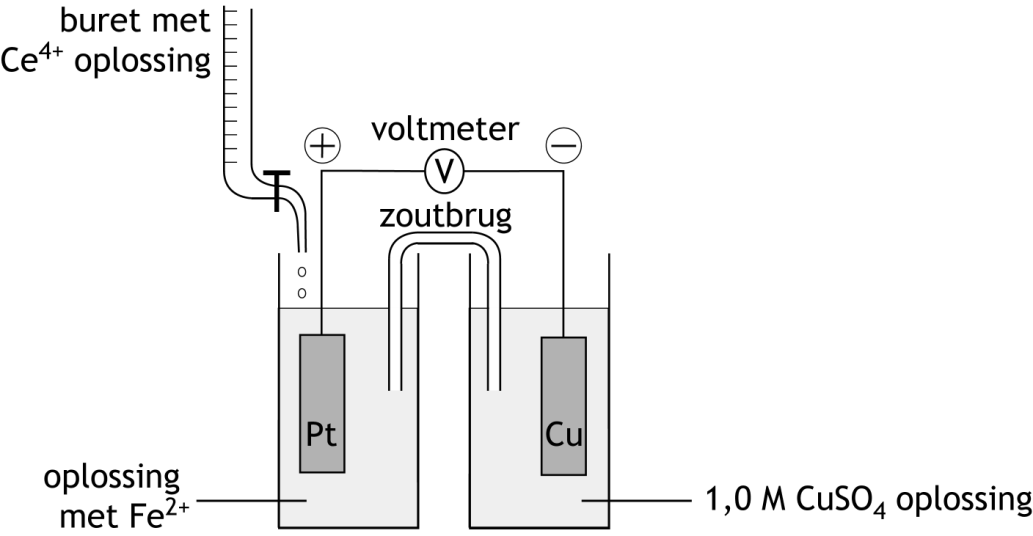 buret met
Ce⁴⁺ oplossing
voltmeter
+
−
V
zoutbrug
Pt
Cu
oplossing
met Fe²⁺
1,0 M CuSO₄ oplossing